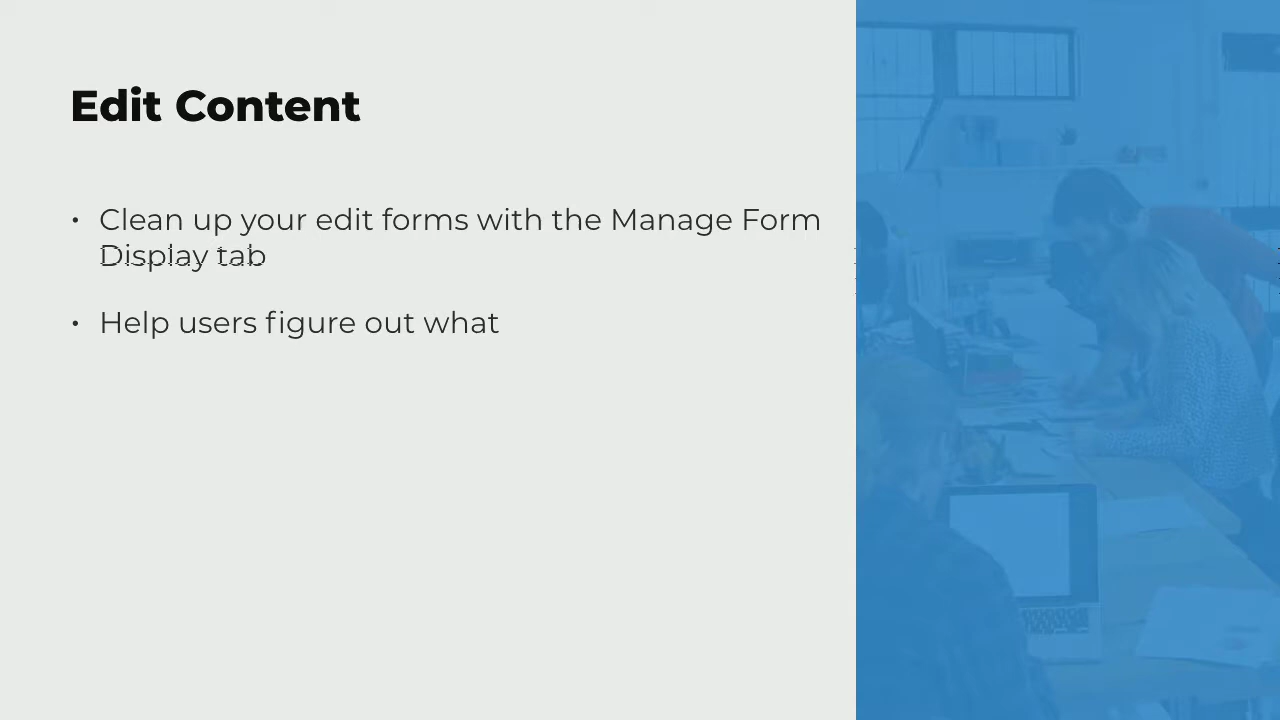 Edit Content
• Clean up your edit forms with the Manage Form
Display tab
• Help users figure out what